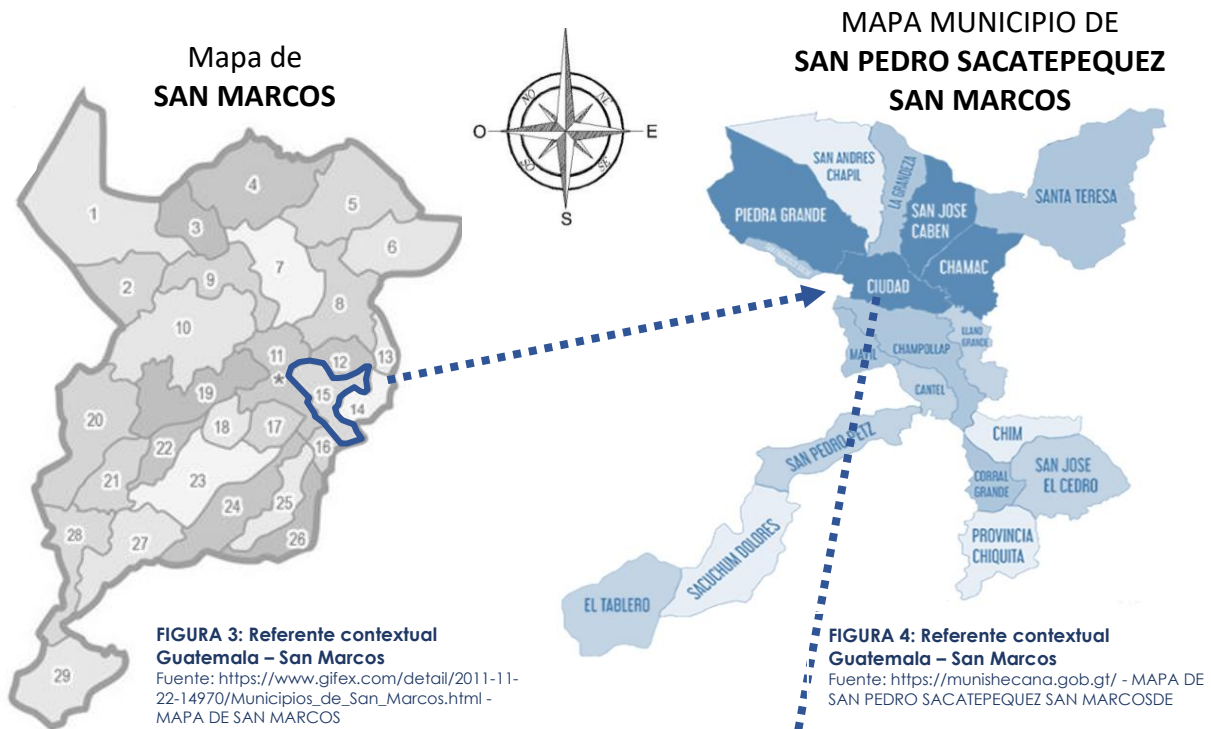 Mapa de
SAN MARCOS
1
2
3
4
5
6
7
8
9
10
11
*
12
13
14
15
16
17
18
19
20
21
22
23
24
25
26
27
28
29
FIGURA 3: Referente contextual
Guatemala – San Marcos
Fuente: https://www.gifex.com/detail/2011-11-
22-14970/Municipios_de_San_Marcos.html -
MAPA DE SAN MARCOS
NO
NE
O
E
SO
SE
S
MAPA MUNICIPIO DE
SAN PEDRO SACATEPEQUEZ
SAN MARCOS
SAN ANDRES
CHAPIL
LA GRANDEZA
PIEDRA GRANDE
SAN JOSE
CABEN
SANTA TERESA
CHAMAC
CIUDAD
MAVIL
CHAMPOLLAP
LLANO
GRANDE
CANTEL
SAN PEDRO PETZ
CHIM
CORRAL
GRANDE
SAN JOSE
EL CEDRO
PROVINCIA
CHIQUITA
SACUCHUM DOLORES
EL TABLERO
FIGURA 4: Referente contextual
Guatemala – San Marcos
Fuente: https://munishecana.gob.gt/ - MAPA DE
SAN PEDRO SACATEPEQUEZ SAN MARCOSDE